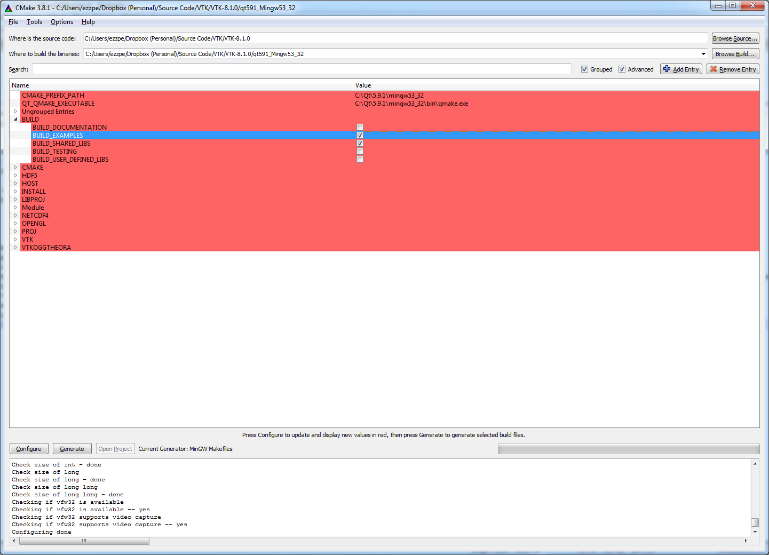 CMake 3.8.1 - C:/Users/ezzpe/Dropbox (Personal)/Source Code/VTK/VTK-8.1.0/qt591_Mingw53_32
File Tools Options Help
Where is the source code: C:/Users/ezzpe/Dropbox (Personal)/Source Code/VTK/VTK-8.1.0 Browse Source...
Where to build the binaries: C:/Users/ezzpe/Dropbox (Personal)/Source Code/VTK/VTK-8.1.0/qt591_Mingw53_32 Browse Build...
Search: Grouped Advanced Add Entry Remove Entry
Name Value
CMAKE_PREFIX_PATH C:\Qt\5.9.1\mingw53_32
QT_QMAKE_EXECUTABLE C:\Qt\5.9.1\mingw53_32\bin\qmake.exe
Ungrouped Entries
BUILD
BUILD_DOCUMENTATION
BUILD_EXAMPLES
BUILD_SHARED_LIBS
BUILD_TESTING
BUILD_USER_DEFINED_LIBS
CMAKE
HDF5
HOST
INSTALL
LIBPROJ
Module
NETCDF4
OPENGL
PROJ
VTK
VTKOGGTHEORA
Press Configure to update and display new values in red, then press Generate to generate selected build files.
Configure Generate Open Project Current Generator: MinGW Makefiles
Check size of int - done
Check size of long
Check size of long - done
Check size of long long
Check size of long long - done
Checking if vfw32 is available
Checking if vfw32 is available -- yes
Checking if vfw32 supports video capture
Checking if vfw32 supports video capture -- yes
Configuring done